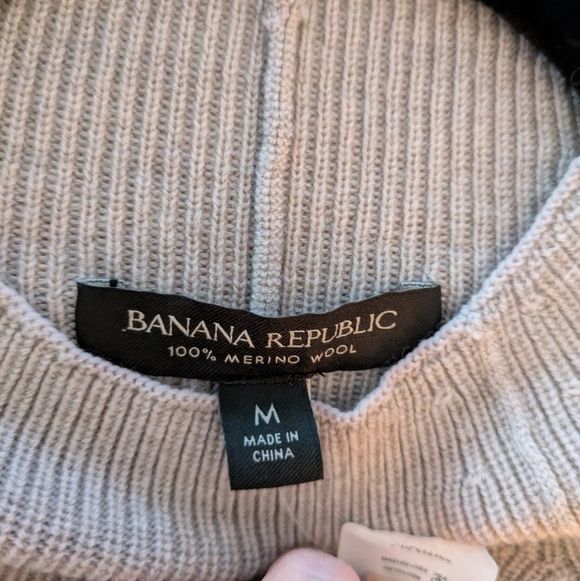 BANANA REPUBLIC
100% MERINO WOOL
M
MADE IN
CHINA